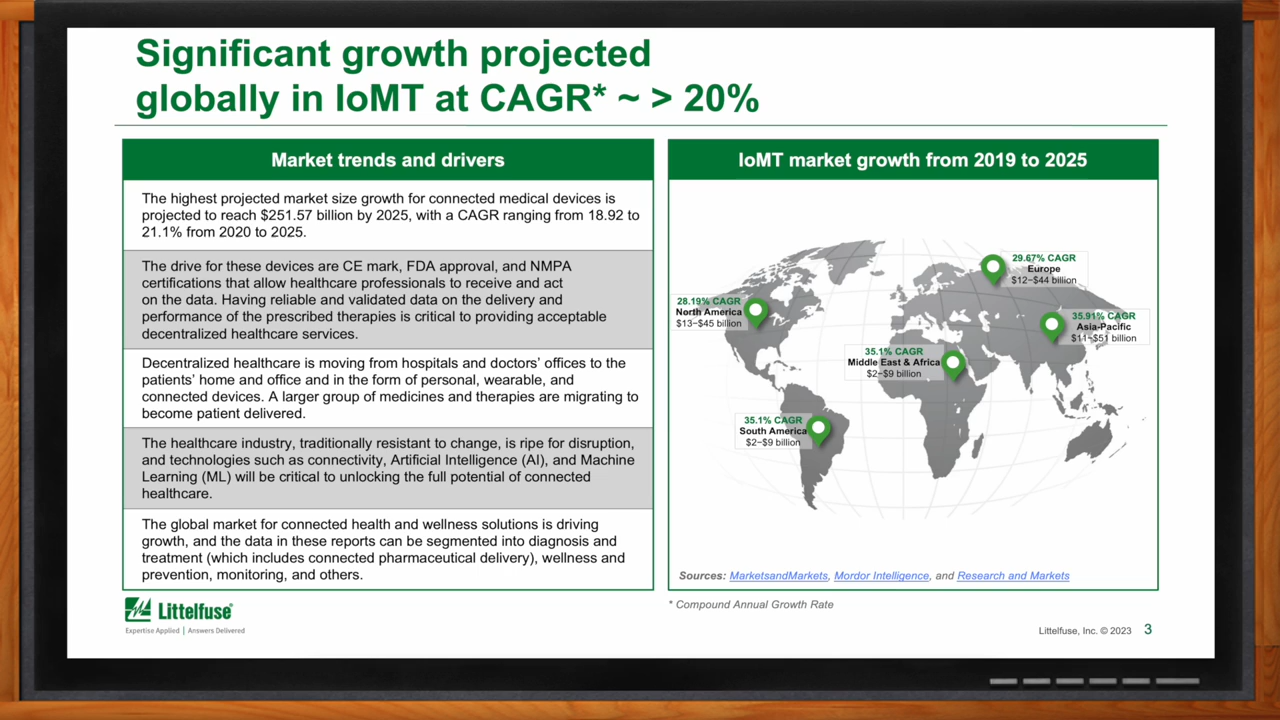 Significant growth projected
globally in IoMT at CAGR* ~ > 20%
Market trends and drivers
The highest projected market size growth for connected medical devices is
projected to reach $251.57 billion by 2025, with a CAGR ranging from 18.92 to
21.1% from 2020 to 2025.
The drive for these devices are CE mark, FDA approval, and NMPA
certifications that allow healthcare professionals to receive and act
on the data. Having reliable and validated data on the delivery and
performance of the prescribed therapies is critical to providing acceptable
decentralized healthcare services.
Decentralized healthcare is moving from hospitals and doctors’ offices to the
patients’ home and office and in the form of personal, wearable, and
connected devices. A larger group of medicines and therapies are migrating to
become patient delivered.
The healthcare industry, traditionally resistant to change, is ripe for disruption,
and technologies such as connectivity, Artificial Intelligence (AI), and Machine
Learning (ML) will be critical to unlocking the full potential of connected
healthcare.
The global market for connected health and wellness solutions is driving
growth, and the data in these reports can be segmented into diagnosis and
treatment (which includes connected pharmaceutical delivery), wellness and
prevention, monitoring, and others.
IoMT market growth from 2019 to 2025
29.67% CAGR
Europe
$12−$44 billion
28.19% CAGR
North America
$13−$45 billion
35.91% CAGR
Asia-Pacific
$11−$51 billion
35.1% CAGR
Middle East & Africa
$2−$9 billion
35.1% CAGR
South America
$2−$9 billion
Sources: MarketsandMarkets, Mordor Intelligence, and Research and Markets
* Compound Annual Growth Rate
Littelfuse®
Expertise Applied | Answers Delivered
Littelfuse, Inc. © 2023 3